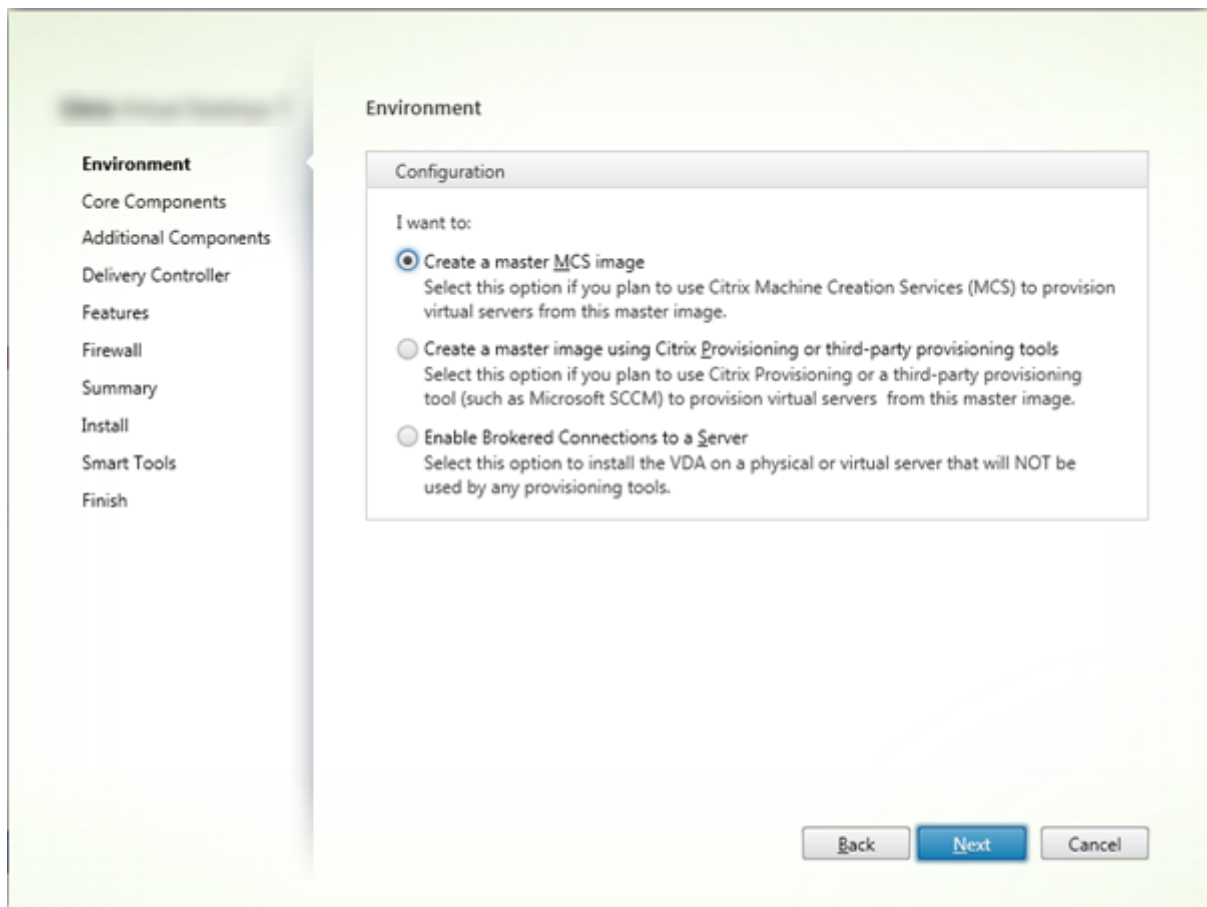 Environment
Core Components
Additional Components
Delivery Controller
Features
Firewall
Summary
Install
Smart Tools
Finish
Environment
Configuration
I want to:
Create a master MCS image
Select this option if you plan to use Citrix Machine Creation Services (MCS) to provision
virtual servers from this master image.
Create a master image using Citrix Provisioning or third-party provisioning tools
Select this option if you plan to use Citrix Provisioning or a third-party provisioning
tool (such as Microsoft SCCM) to provision virtual servers from this master image.
Enable Brokered Connections to a Server
Select this option to install the VDA on a physical or virtual server that will NOT be
used by any provisioning tools.
Back
Next
Cancel